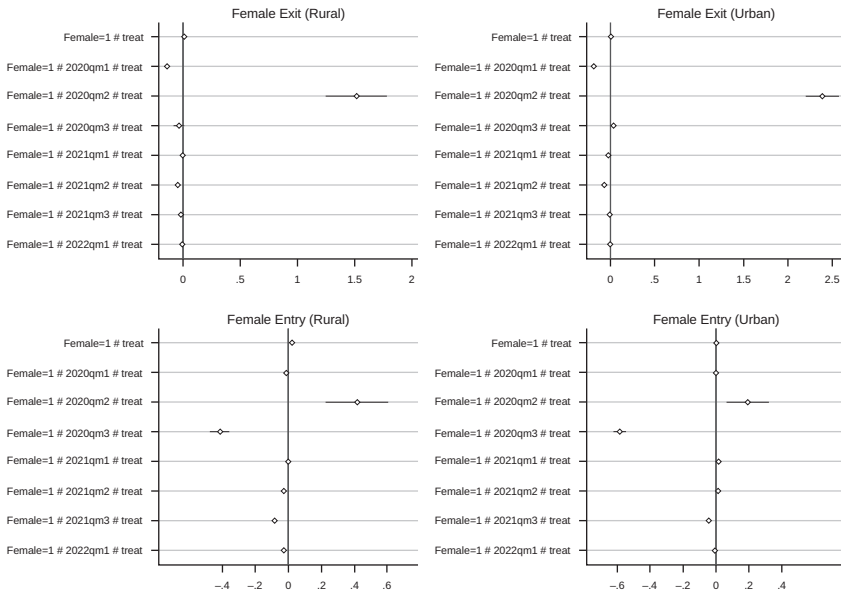 Female Exit (Rural)
Female=1 # treat
Female=1 # 2020qm1 # treat
Female=1 # 2020qm2 # treat
Female=1 # 2020qm3 # treat
Female=1 # 2021qm1 # treat
Female=1 # 2021qm2 # treat
Female=1 # 2021qm3 # treat
Female=1 # 2022qm1 # treat
0 .5 1 1.5 2
Female Exit (Urban)
Female=1 # treat
Female=1 # 2020qm1 # treat
Female=1 # 2020qm2 # treat
Female=1 # 2020qm3 # treat
Female=1 # 2021qm1 # treat
Female=1 # 2021qm2 # treat
Female=1 # 2021qm3 # treat
Female=1 # 2022qm1 # treat
0 .5 1 1.5 2 2.5
Female Entry (Rural)
Female=1 # treat
Female=1 # 2020qm1 # treat
Female=1 # 2020qm2 # treat
Female=1 # 2020qm3 # treat
Female=1 # 2021qm1 # treat
Female=1 # 2021qm2 # treat
Female=1 # 2021qm3 # treat
Female=1 # 2022qm1 # treat
–.4 –.2 0 .2 .4 .6
Female Entry (Urban)
Female=1 # treat
Female=1 # 2020qm1 # treat
Female=1 # 2020qm2 # treat
Female=1 # 2020qm3 # treat
Female=1 # 2021qm1 # treat
Female=1 # 2021qm2 # treat
Female=1 # 2021qm3 # treat
Female=1 # 2022qm1 # treat
–.6 –.4 –.2 0 .2 .4